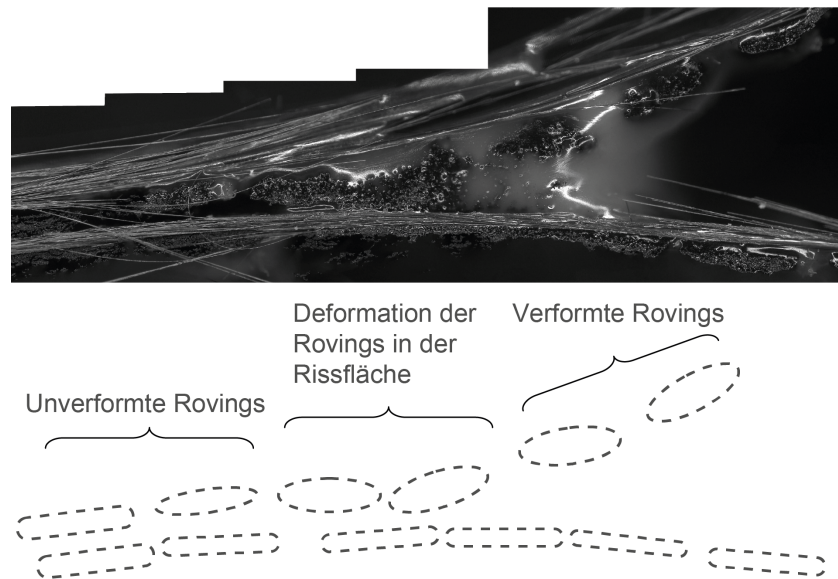 Deformation der
Rovings in der
Rissfläche
Verformte Rovings
Unverformte Rovings